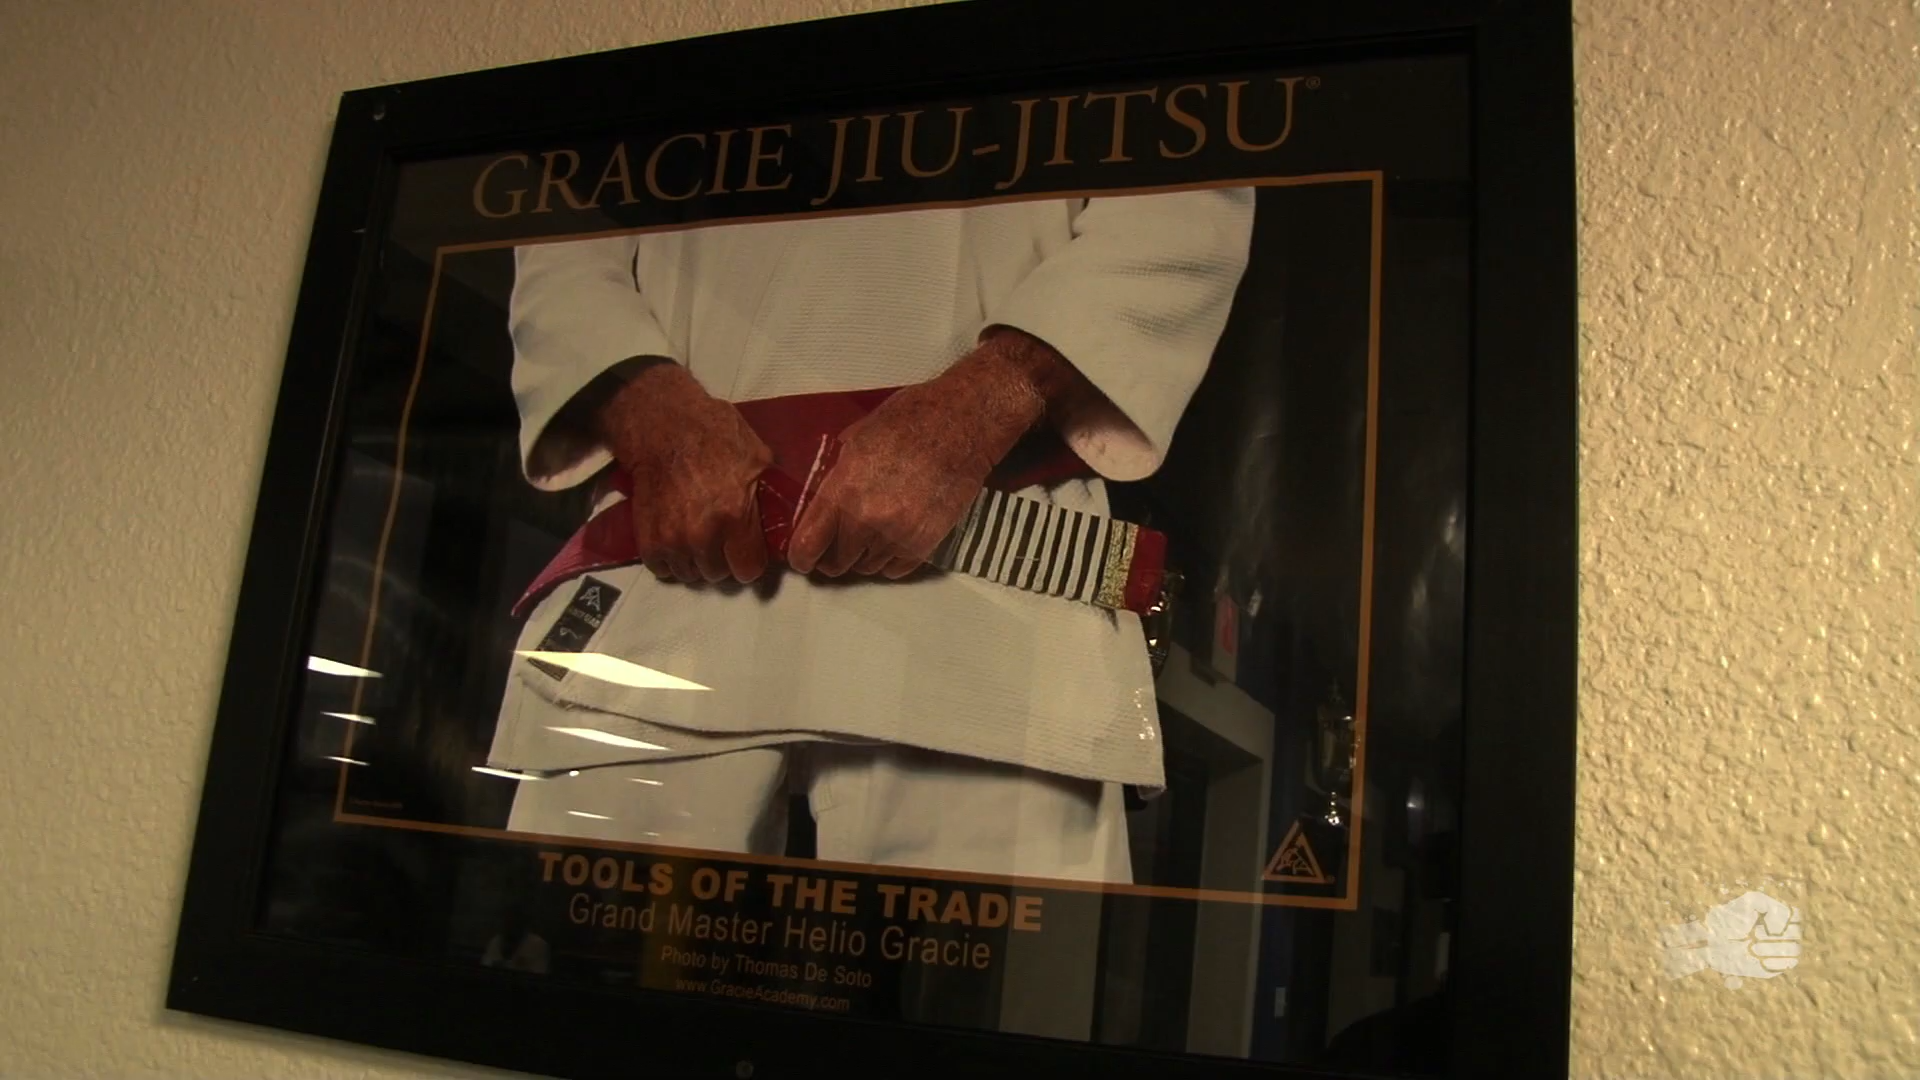 GRACIE JIU-JITSU®
TOOLS OF THE TRADE
Grand Master Helio Gracie
Photo by Thomas De Soto
www.GracieAcademy.com